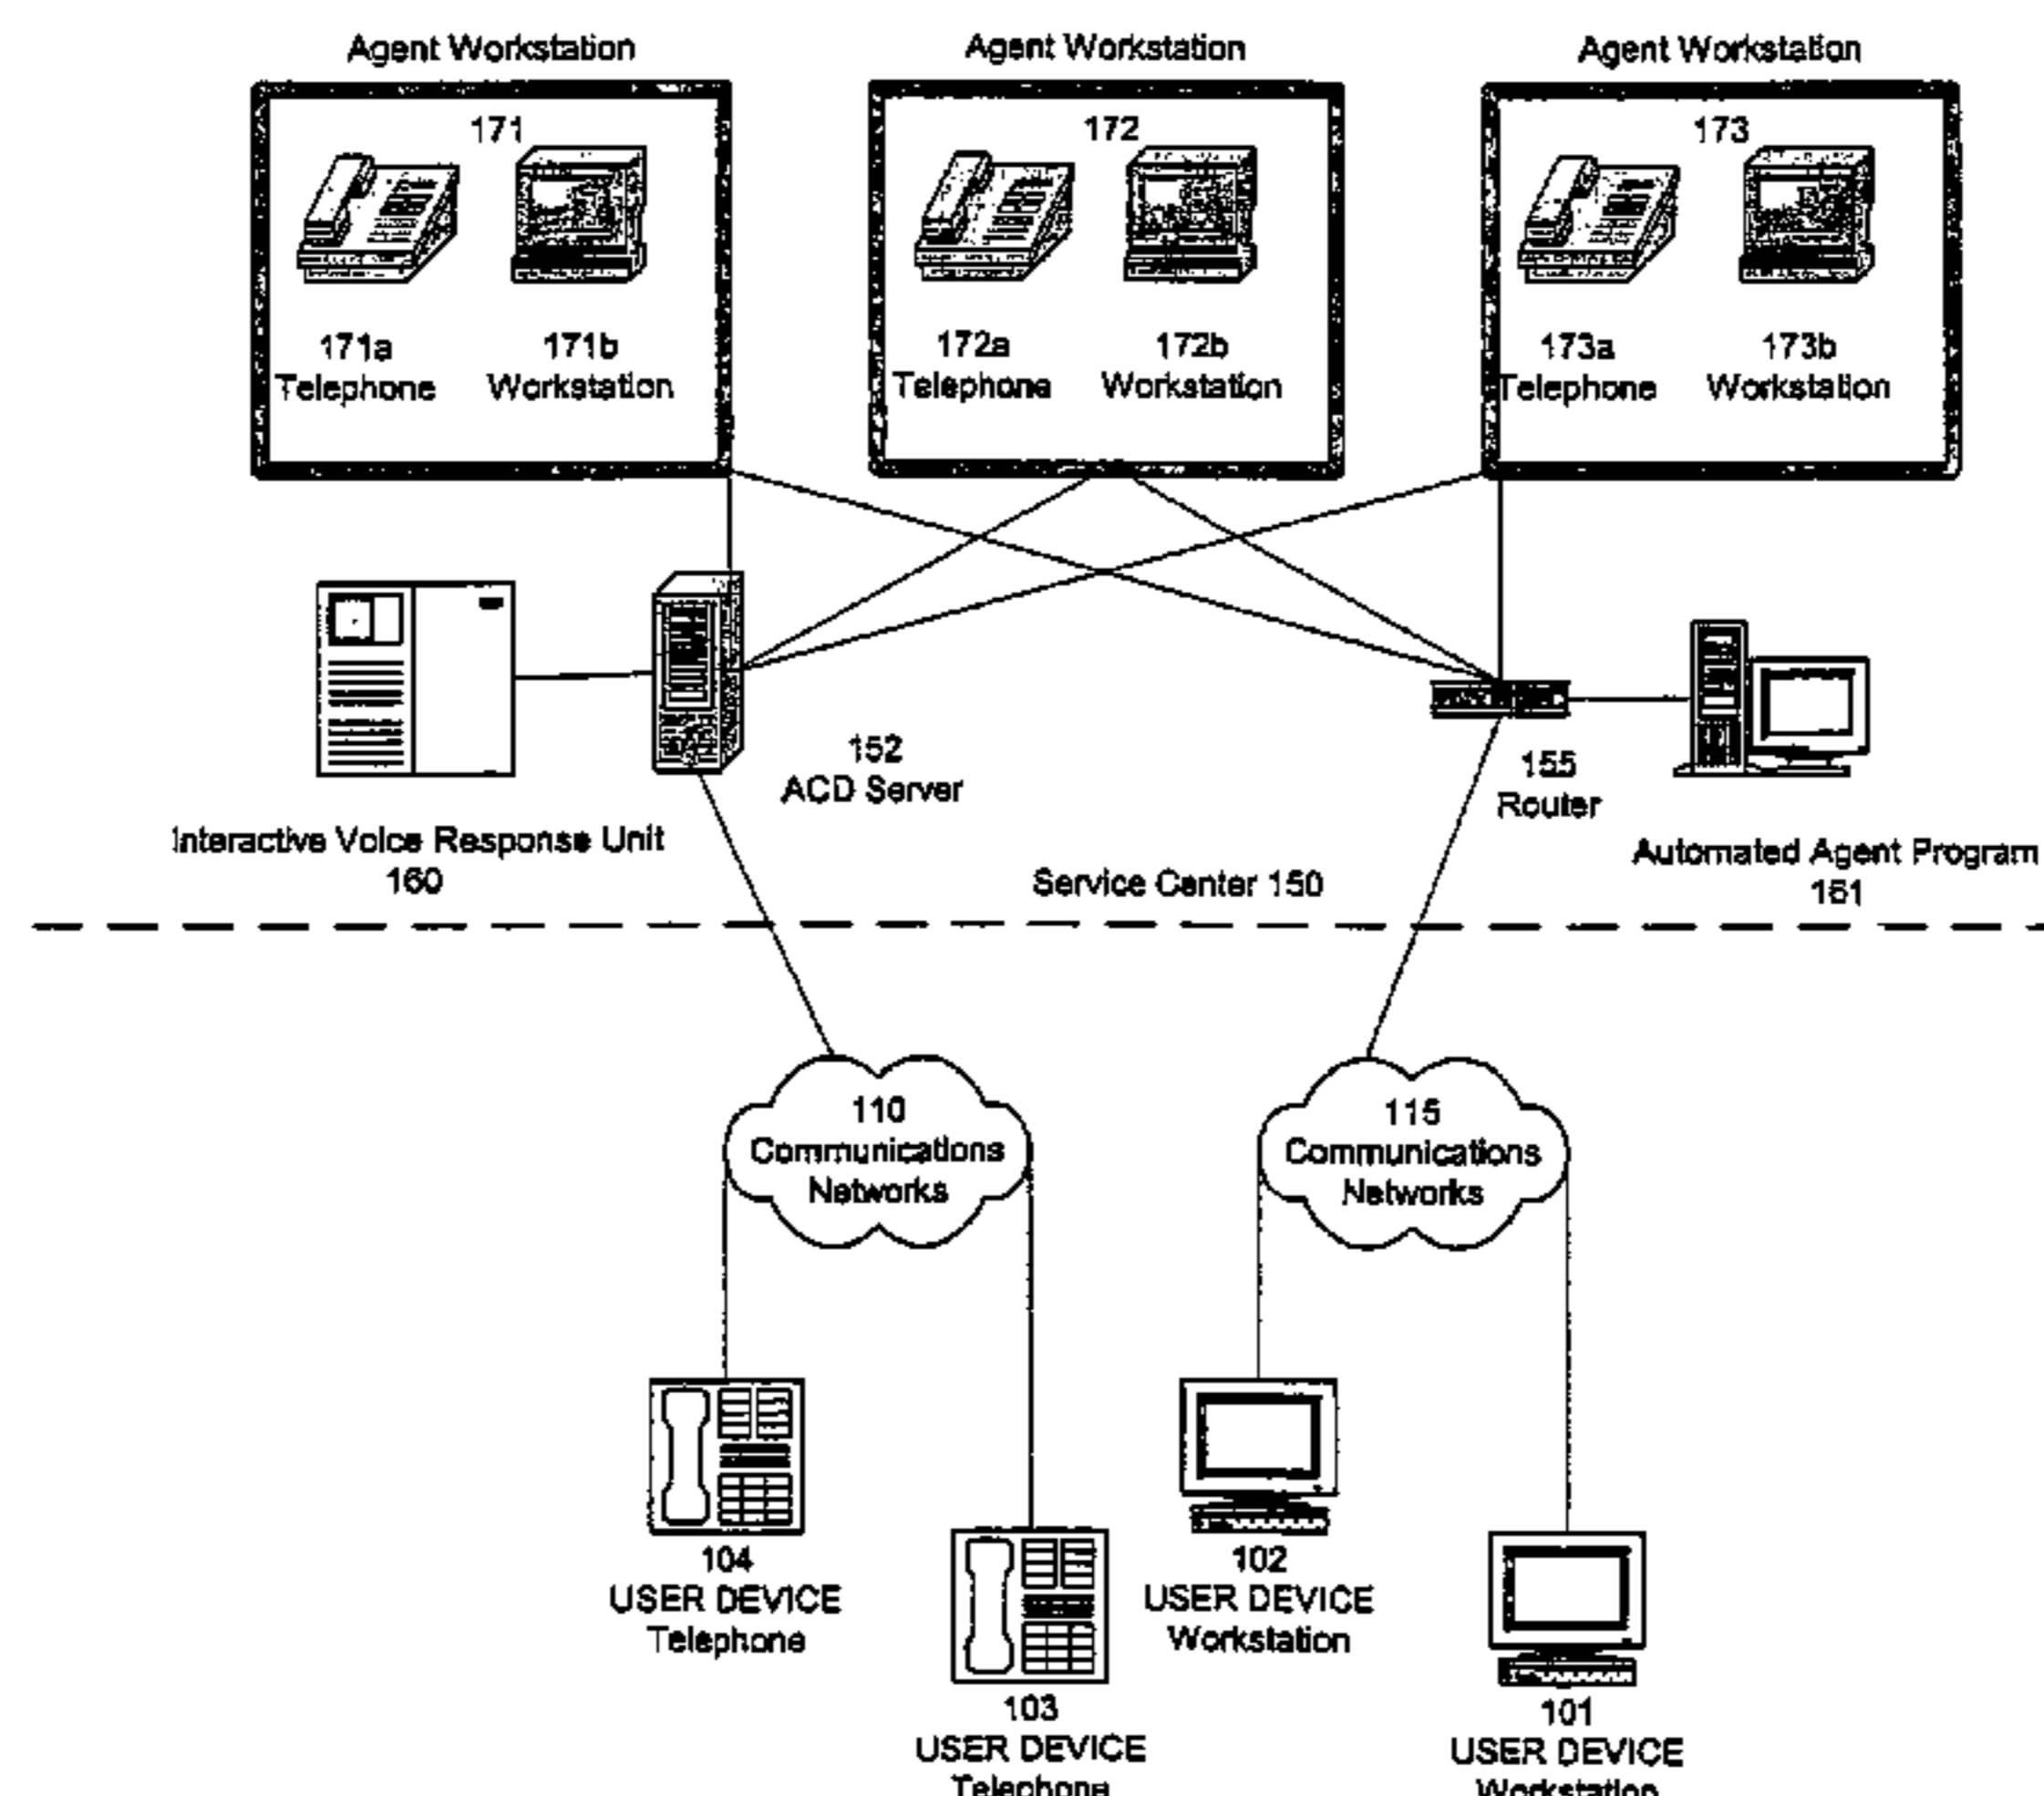 Agent Workstation
Agent Workstation
Agent Workstation
171
172
173
171a
Telephone
171b
Workstation
172a
Telephone
172b
Workstation
173a
Telephone
173b
Workstation
152
ACD Server
155
Router
Interactive Voice Response Unit
160
Automated Agent Program
161
Service Center 150
110
Communications
Networks
115
Communications
Networks
104
USER DEVICE
Telephone
102
USER DEVICE
Workstation
103
USER DEVICE
Telephone
101
USER DEVICE
Workstation